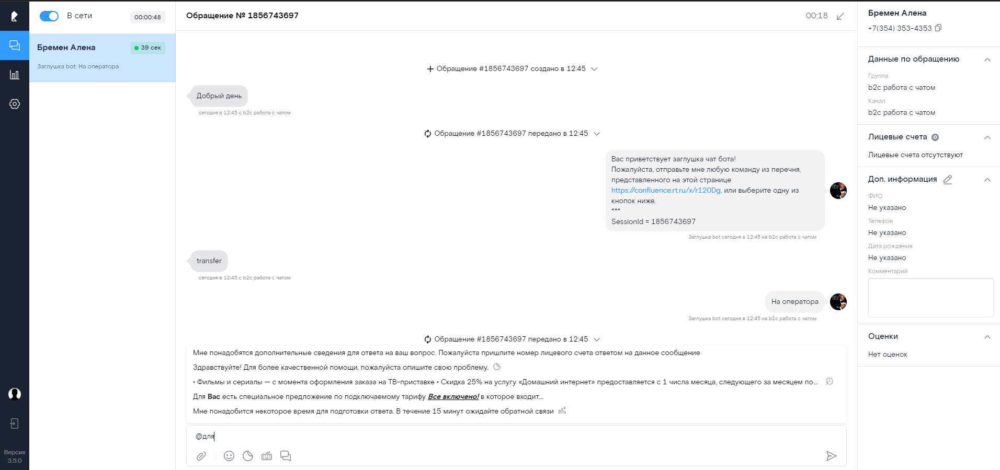 В сети
00:00:48
Бремен Алена
39 сек
Заглушка bot: На оператора
Версия
3.5.0
Обращение № 1856743697
00:18
Обращение #1856743697 создано в 12:45
Добрый день
сегодня в 12:45 с b2c работа с чатом
Обращение #1856743697 передано в 12:45
Вас приветствует заглушка чат бота!
Пожалуйста, отправьте мне любую команду из перечня,
представленного на этой странице
https://confluence.rt.ru/x/r120Dg, или выберите одну из
кнопок ниже.
***
SessionId = 1856743697
Заглушка bot сегодня в 12:45 на b2c работа с чатом
transfer
сегодня в 12:45 с b2c работа с чатом
На оператора
Заглушка bot сегодня в 12:45 на b2c работа с чатом
Обращение #1856743697 передано в 12:45
Мне понадобятся дополнительные сведения для ответа на ваш вопрос. Пожалуйста пришлите номер лицевого счета ответом на данное сообщение
Здравствуйте! Для более качественной помощи, пожалуйста опишите свою проблему.
• Фильмы и сериалы — с момента оформления заказа на ТВ-приставке • Скидка 25% на услугу «Домашний интернет» предоставляется с 1 числа месяца, следующего за месяцем по...
Для Вас есть специальное предложение по подключаемому тарифу Все включено! в которое входит...
Мне понадобится некоторое время для подготовки ответа. В течение 15 минут ожидайте обратной связи
@для
Бремен Алена
+7(354) 353-4353
Данные по обращению
Группа
b2c работа с чатом
Канал
b2c работа с чатом
Лицевые счета 0
Лицевые счета отсутствуют
Доп. информация
ФИО
Не указано
Телефон
Не указано
Дата рождения
Не указано
Комментарий
Оценки
Нет оценок